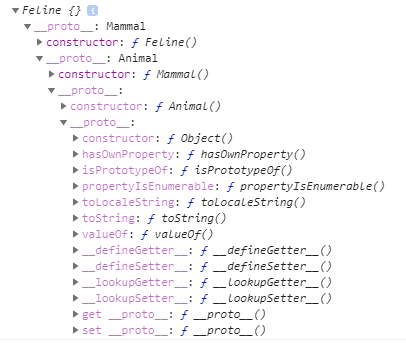 Feline {} i
__proto__: Mammal
constructor: ƒ Feline()
__proto__: Animal
constructor: ƒ Mammal()
__proto__:
constructor: ƒ Animal()
__proto__:
constructor: ƒ Object()
hasOwnProperty: ƒ hasOwnProperty()
isPrototypeOf: ƒ isPrototypeOf()
propertyIsEnumerable: ƒ propertyIsEnumerable()
toLocaleString: ƒ toLocaleString()
toString: ƒ toString()
valueOf: ƒ valueOf()
__defineGetter__: ƒ __defineGetter__()
__defineSetter__: ƒ __defineSetter__()
__lookupGetter__: ƒ __lookupGetter__()
__lookupSetter__: ƒ __lookupSetter__()
get __proto__: ƒ __proto__()
set __proto__: ƒ __proto__()